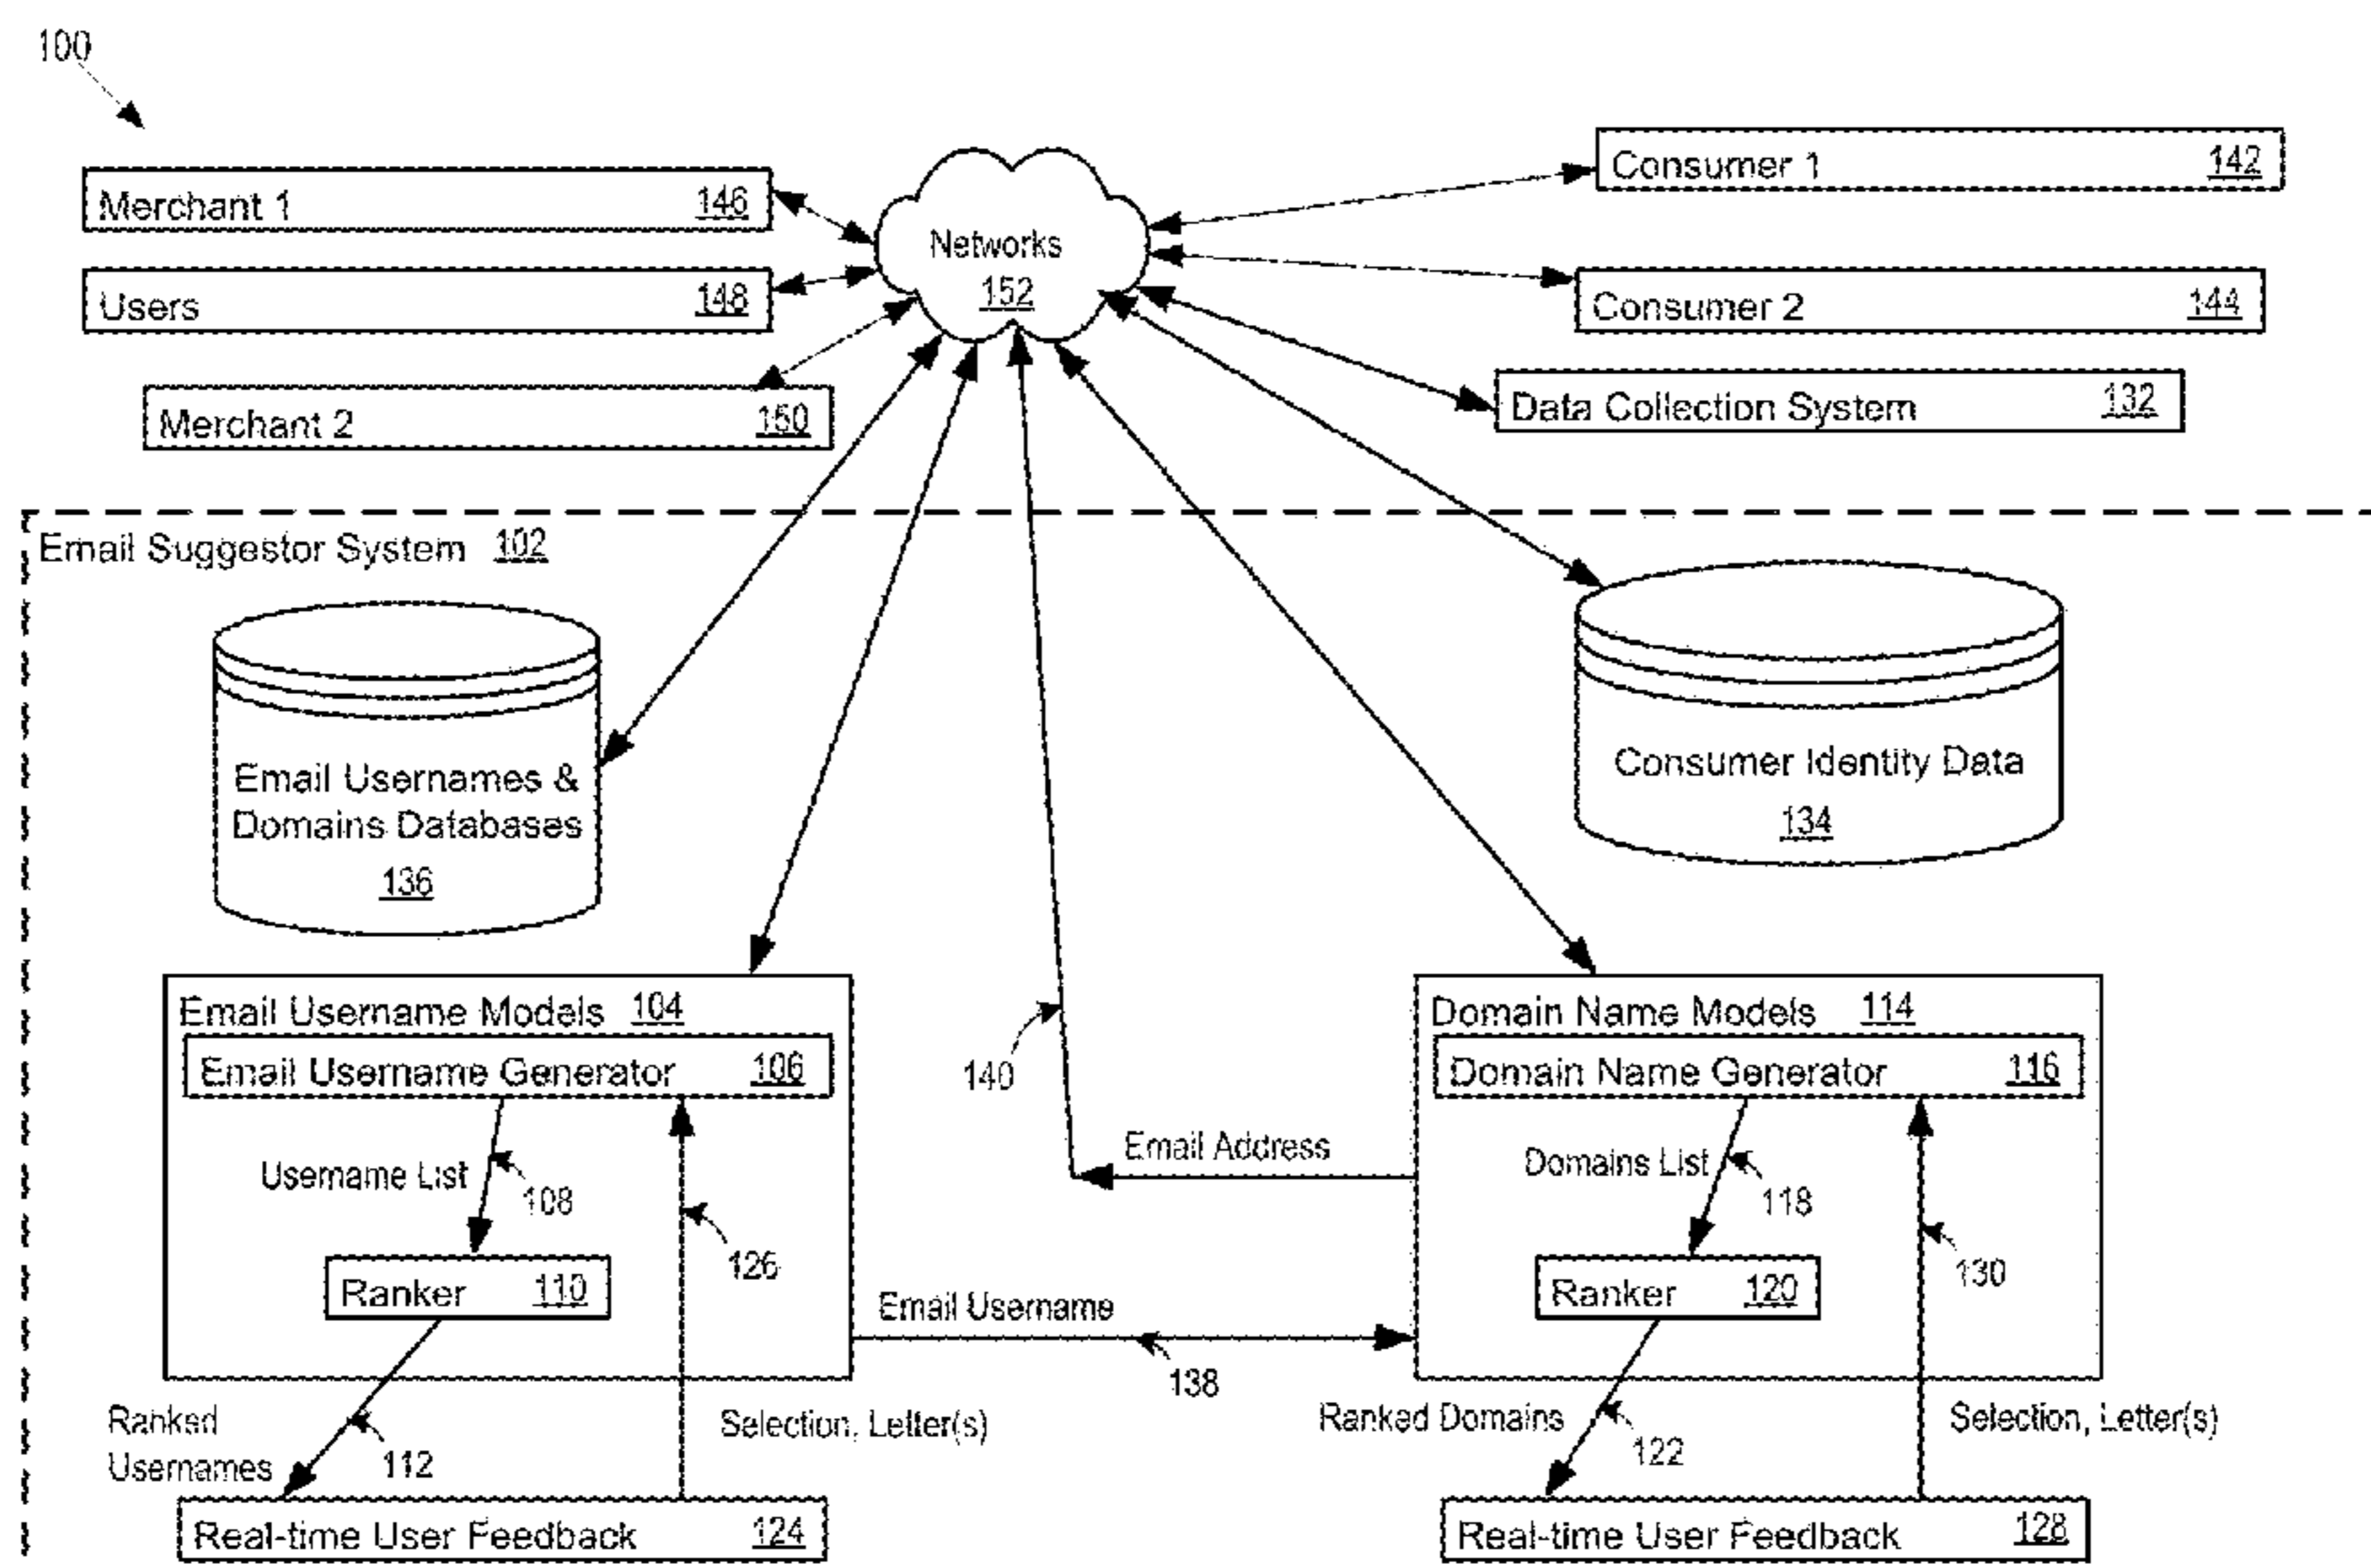 100
Merchant 1 146
Users 148
Merchant 2 150
Networks
152
Consumer 1 142
Consumer 2 144
Data Collection System 132
Email Suggestor System 102
Email Usernames &
Domains Databases
136
Consumer Identity Data
134
Email Username Models 104
Email Username Generator 106
Username List
108
126
Ranker 110
Ranked
Usernames
112
Selection, Letter(s)
Real-time User Feedback 124
140
Email Address
Email Username
138
Domain Name Models 114
Domain Name Generator 116
Domains List
118
130
Ranker 120
Ranked Domains
122
Selection, Letter(s)
Real-time User Feedback 128